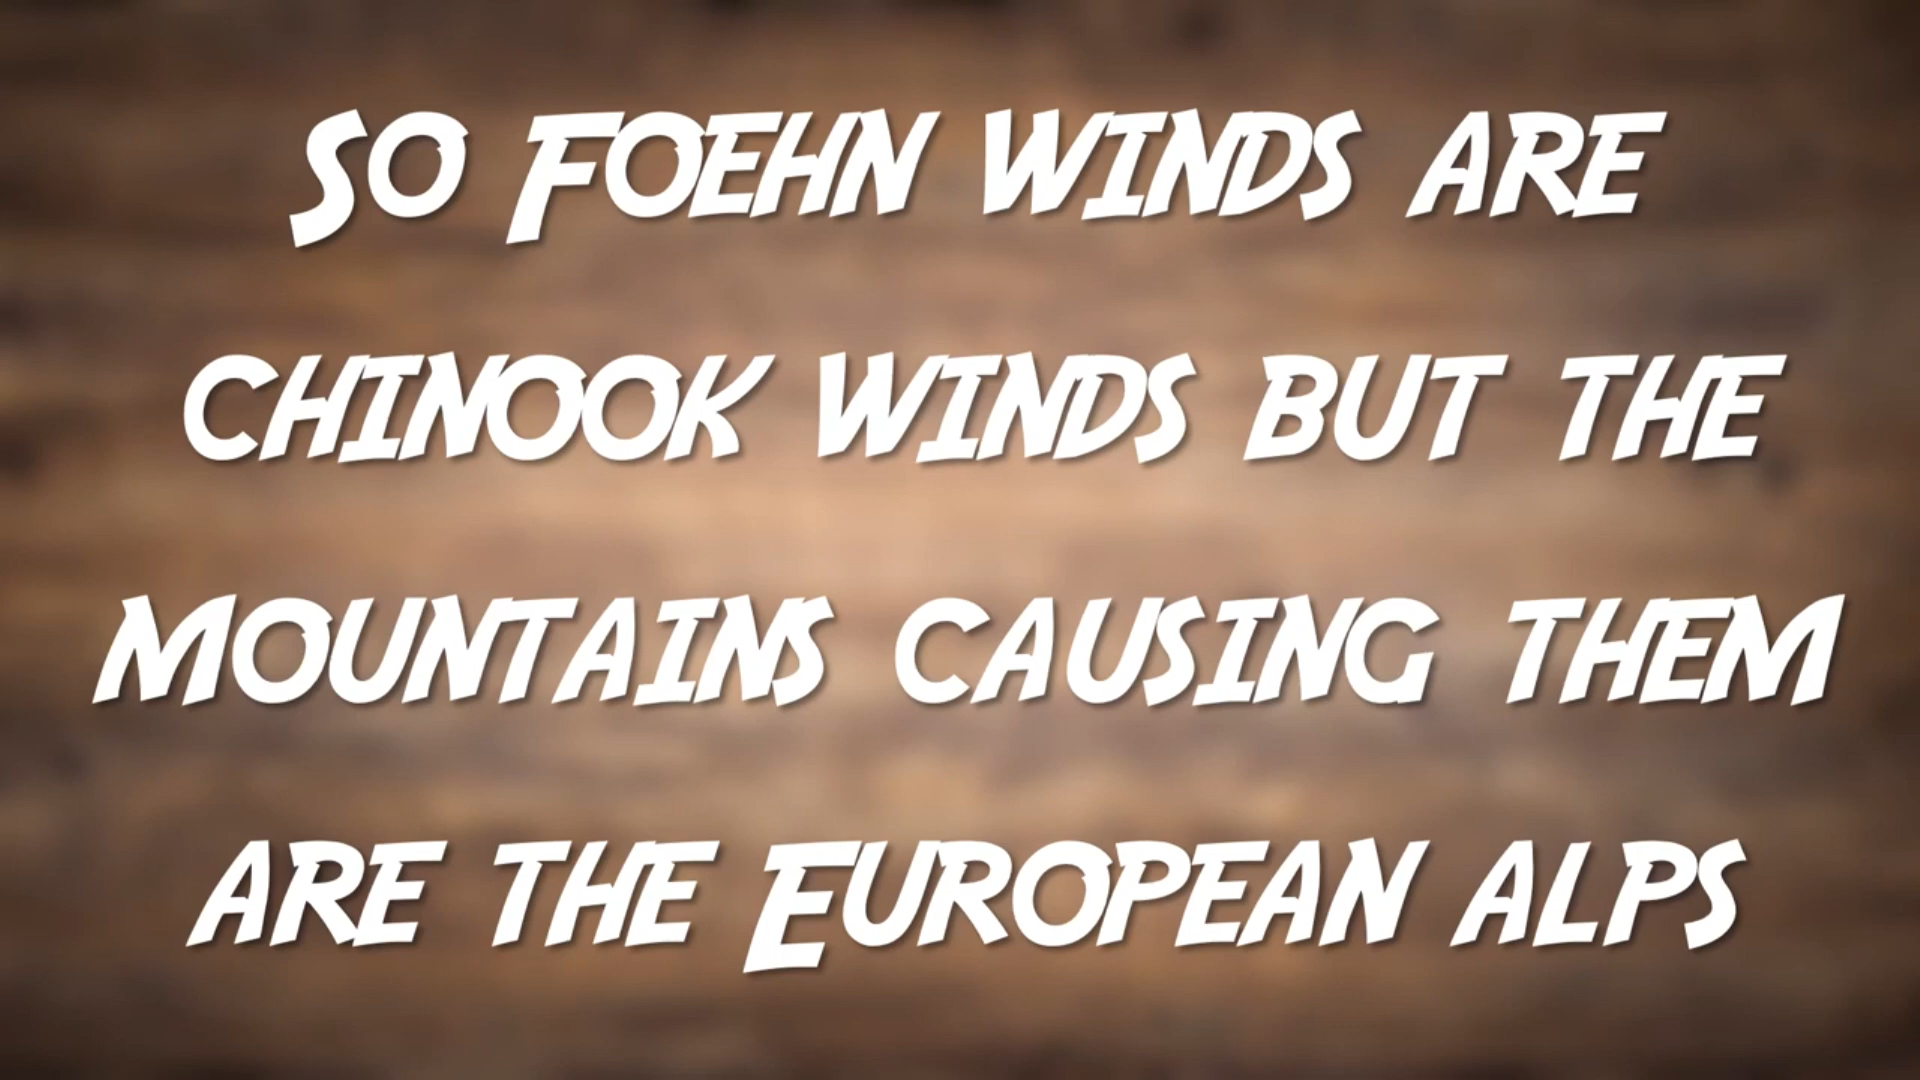 So Foehn winds are
chinook winds but the
mountains causing them
are the European alps